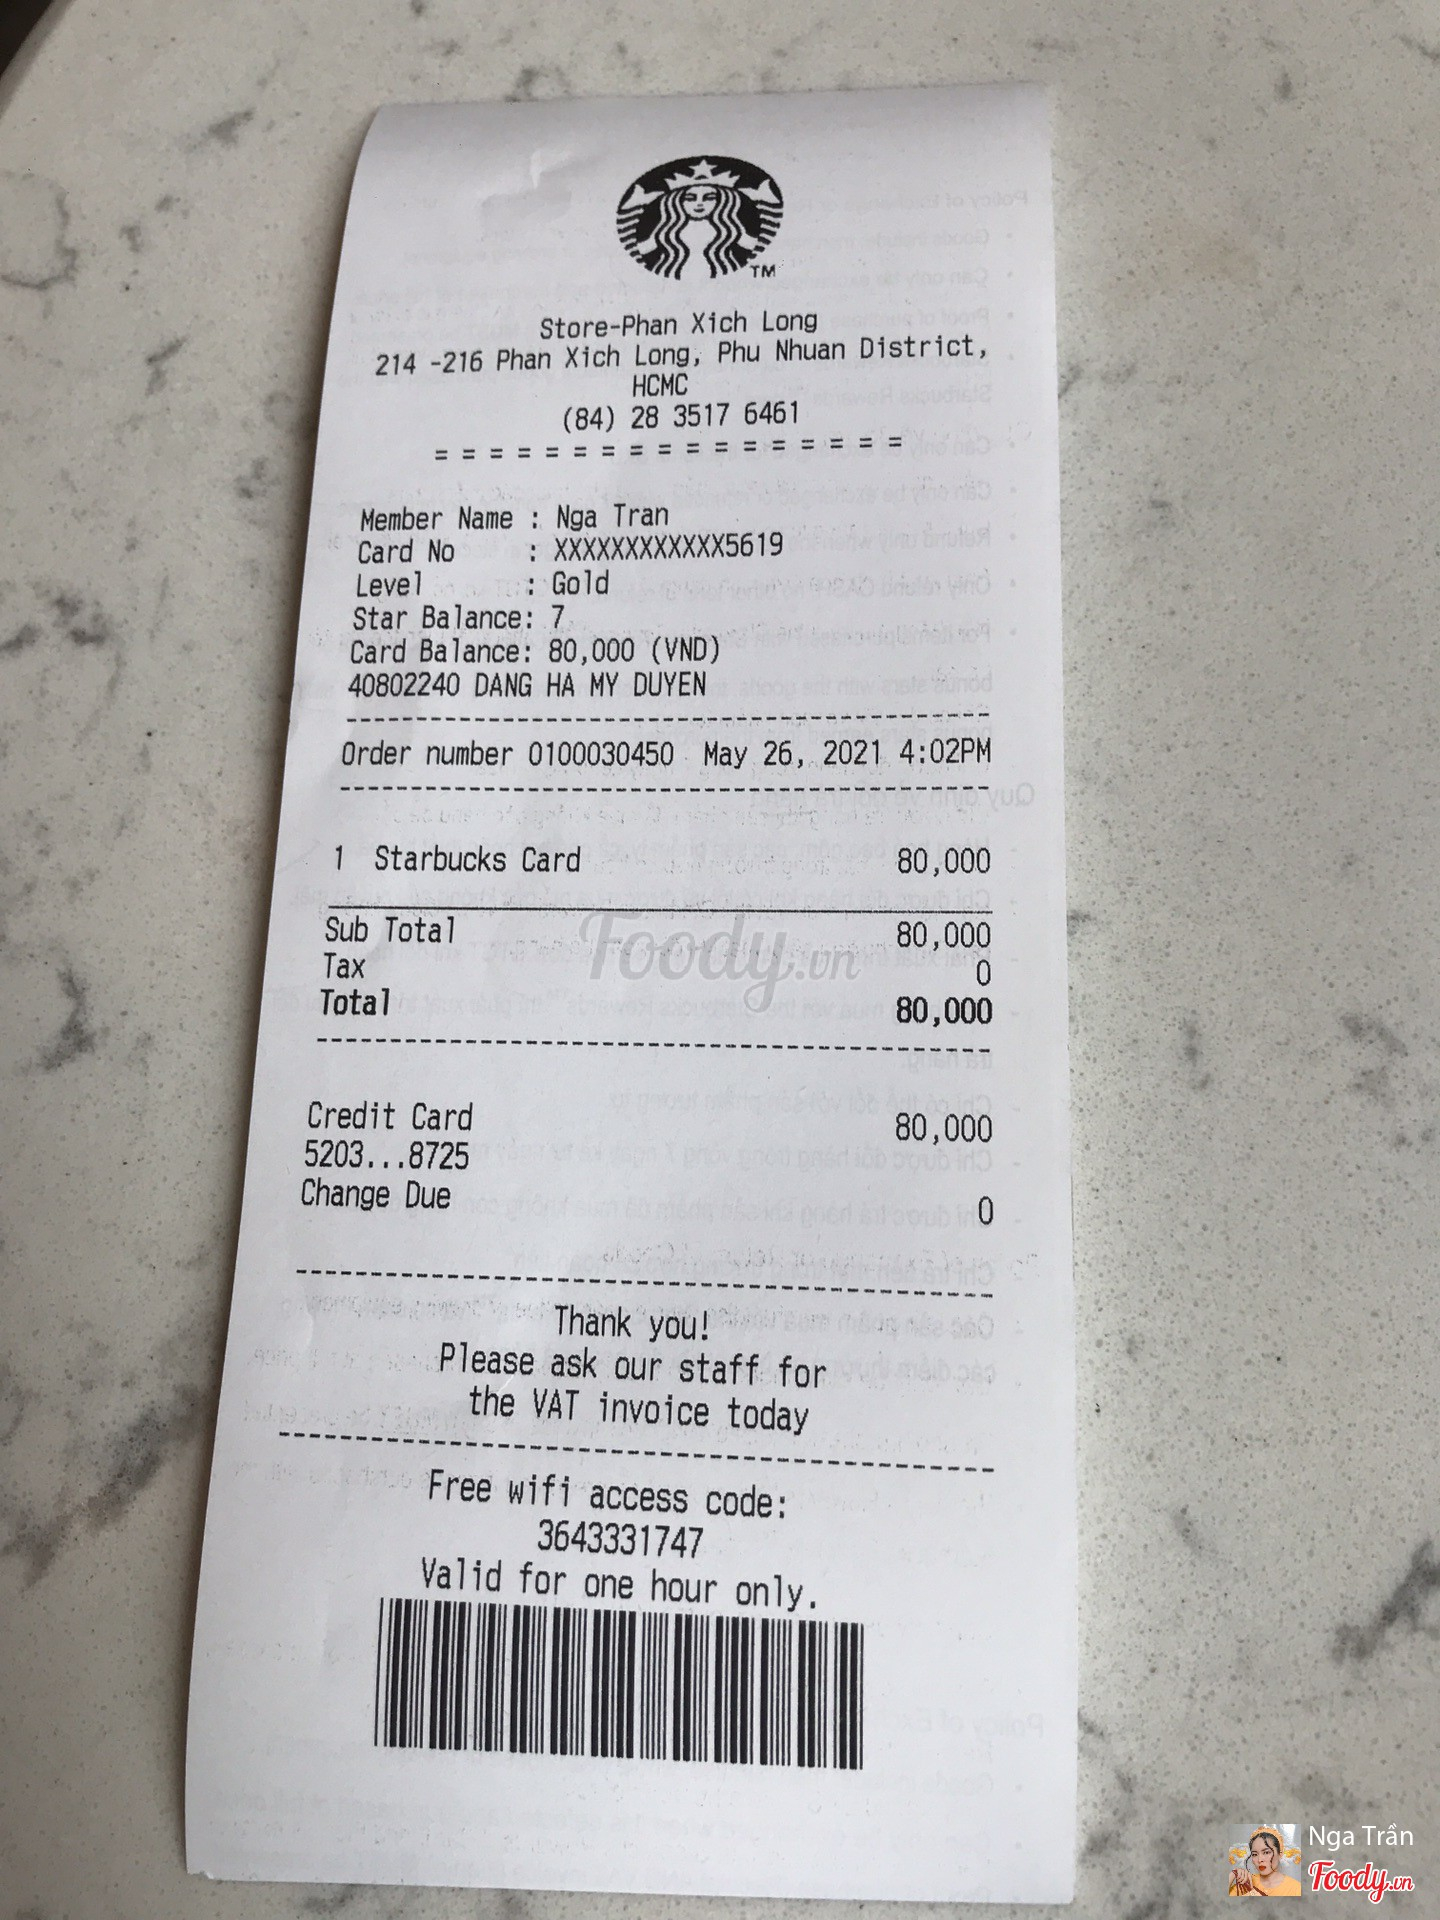 TM
Store-Phan Xich Long
214 -216 Phan Xich Long, Phu Nhuan District,
HCMC
(84) 28 3517 6461
= = = = = = = = = = = = = = = = =
Member Name : Nga Tran
Card No : XXXXXXXXXXXX5619
Level : Gold
Star Balance: 7
Card Balance: 80,000 (VND)
40802240 DANG HA MY DUYEN
Order number 0100030450 May 26, 2021 4:02PM
1 Starbucks Card 80,000
Sub Total 80,000
Tax 0
Total 80,000
Foody.vn
Credit Card 80,000
5203...8725
Change Due 0
Thank you!
Please ask our staff for
the VAT invoice today
Free wifi access code:
3643331747
Valid for one hour only.
Nga Trần
Foody.vn